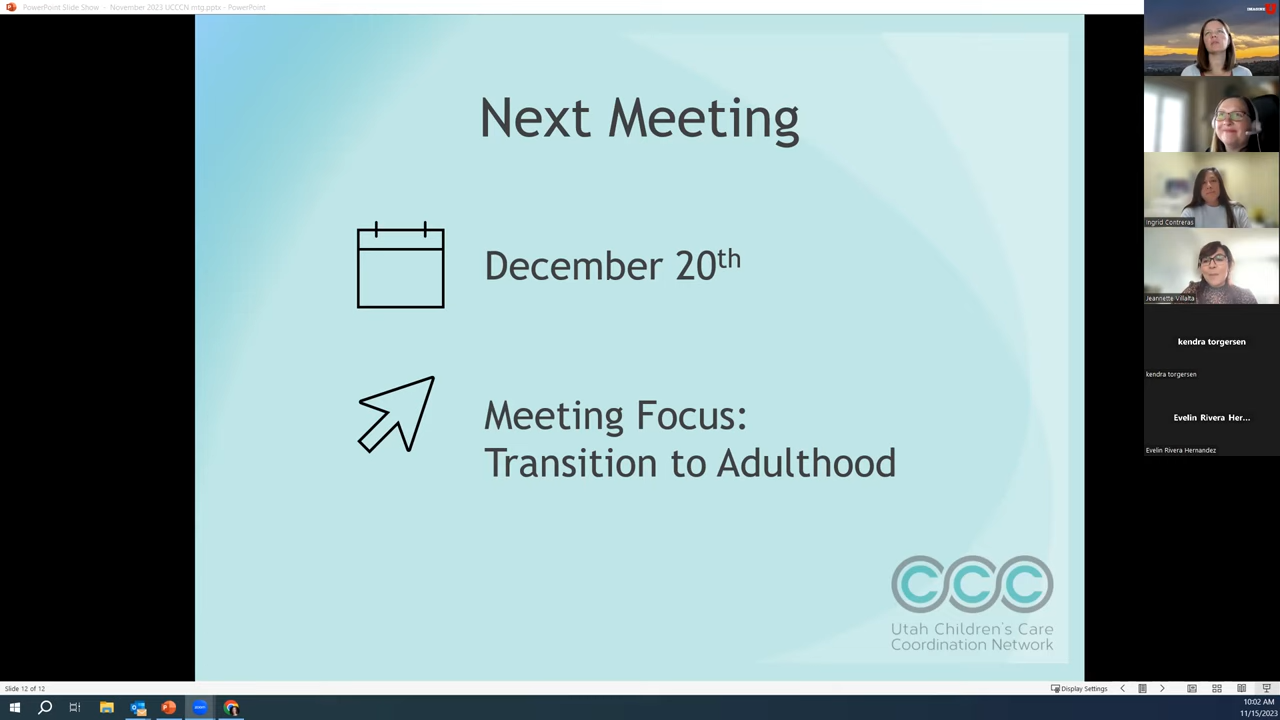 PowerPoint Slide Show - November 2023 UCCCN mtg.pptx - PowerPoint
Next Meeting
December 20th
Meeting Focus:
Transition to Adulthood
CCC
Utah Children's Care
Coordination Network
Ingrid Contreras
Jeannette Villalta
kendra torgersen
kendra torgersen
Evelin Rivera Her...
Evelin Rivera Hernandez
Slide 12 of 12
Display Settings
10:02 AM
11/15/2023